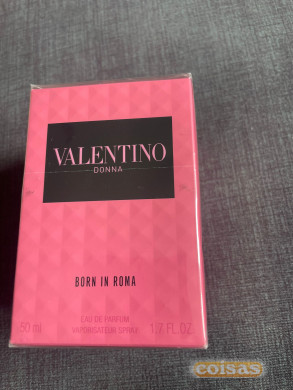 VALENTINO
DONNA
BORN IN ROMA
EAU DE PARFUM
50 ml VAPORISATEUR SPRAY 1.7 FL. OZ
coisas